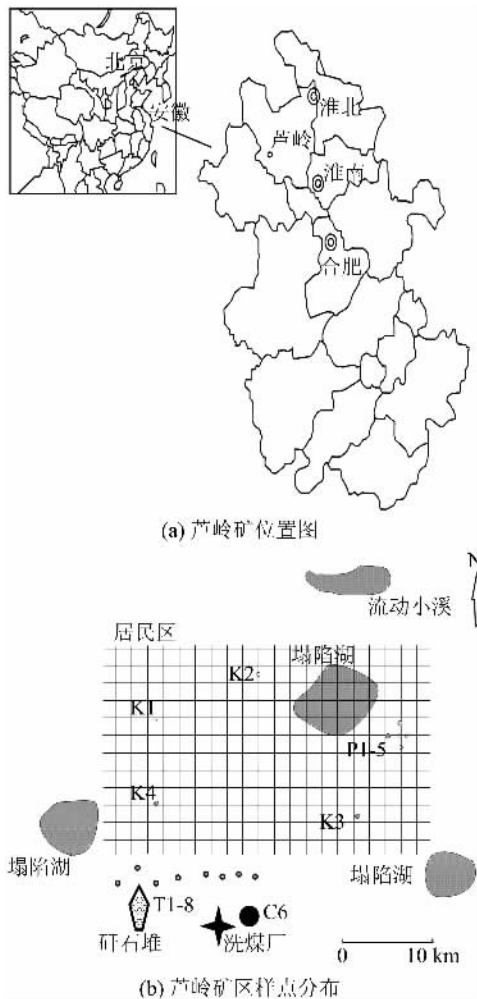 北京
安徽
淮北
芦岭
淮南
合肥
(a) 芦岭矿位置图
N
流动小溪
居民区
塌陷湖
K2
K1
P1-5
K4
K3
塌陷湖
塌陷湖
T1-8
C6
矸石堆
洗煤厂
0 10 km
(b) 芦岭矿区样点分布